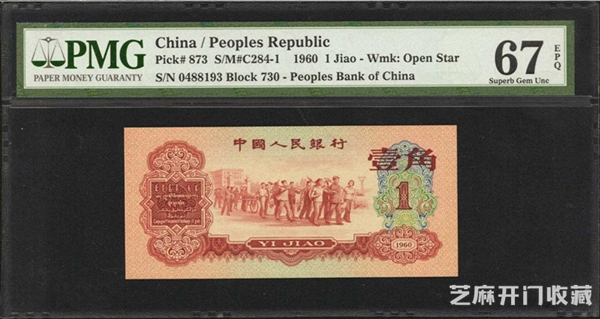 PMG
PAPER MONEY GUARANTY
China / Peoples Republic
Pick# 873 S/M#C284-1 1960 1 Jiao - Wmk: Open Star
S/N 0488193 Block 730 - Peoples Bank of China
67 EPQ
Superb Gem Unc
中國人民銀行
壹角
1
YI JIAO
1960
芝麻开门收藏